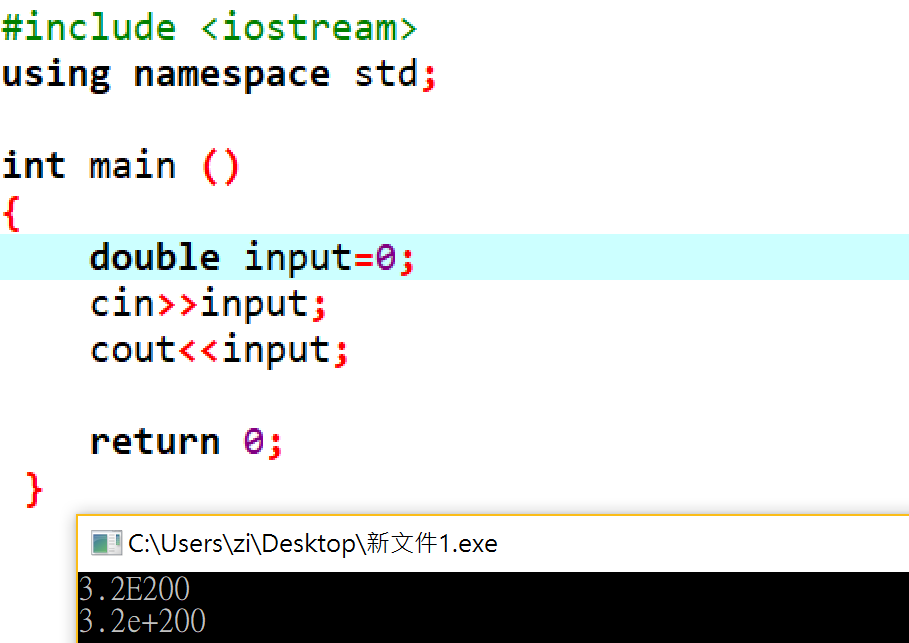 #include <iostream>
using namespace std;
int main ()
{
double input=0;
cin>>input;
cout<<input;
return 0;
}
C:\Users\zi\Desktop\新文件1.exe
3.2E200
3.2e+200